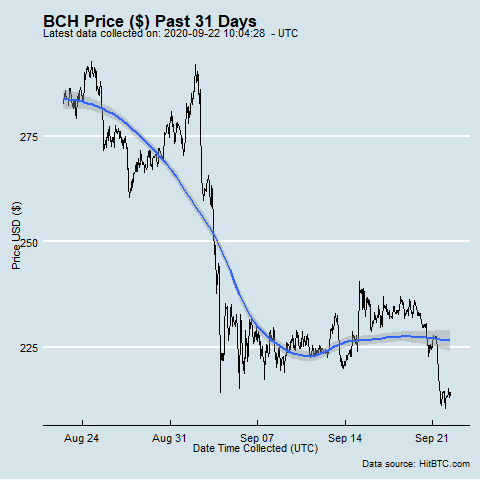 BCH Price ($) Past 31 Days
Latest data collected on: 2020-09-22 10:04:28 - UTC
275
250
225
Price USD ($)
Aug 24 Aug 31 Sep 07 Sep 14 Sep 21
Date Time Collected (UTC)
Data source: HitBTC.com